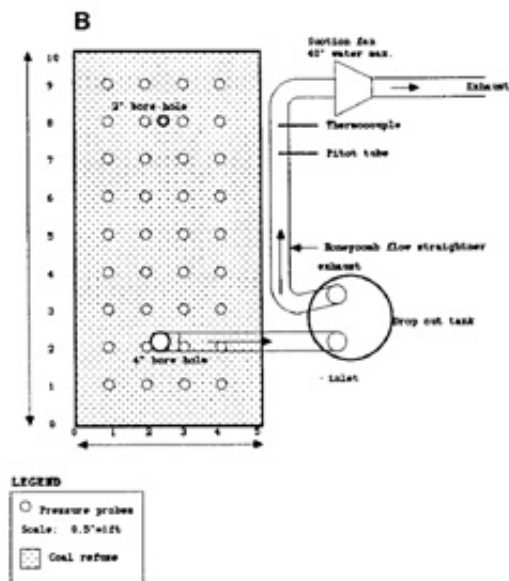 B
Suction fan
40" water max.
Exhaust
Thermocouple
Pitot tube
Honeycomb flow straightner
exhaust
Drop out tank
- inlet
10
9
8
7
6
5
4
3
2
1
0
bore hole
4" bore hole
0 1 2 3 4 5
LEGEND
Pressure probes
Scale: 0.5"=1ft
Coal refuse